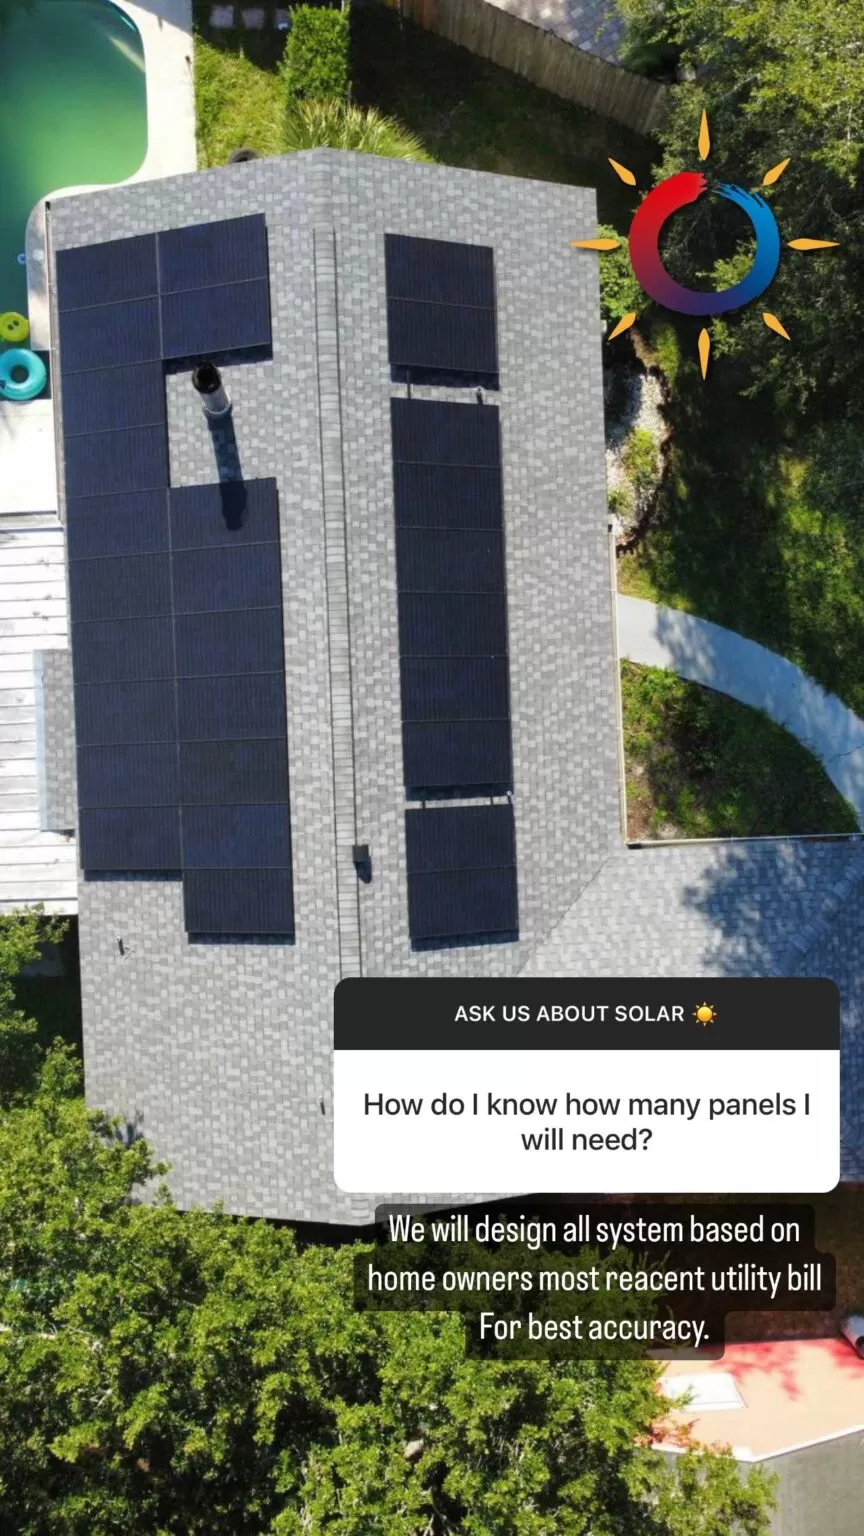 ASK US ABOUT SOLAR ☀️
How do I know how many panels I
will need?
We will design all system based on
home owners most reacent utility bill
For best accuracy.